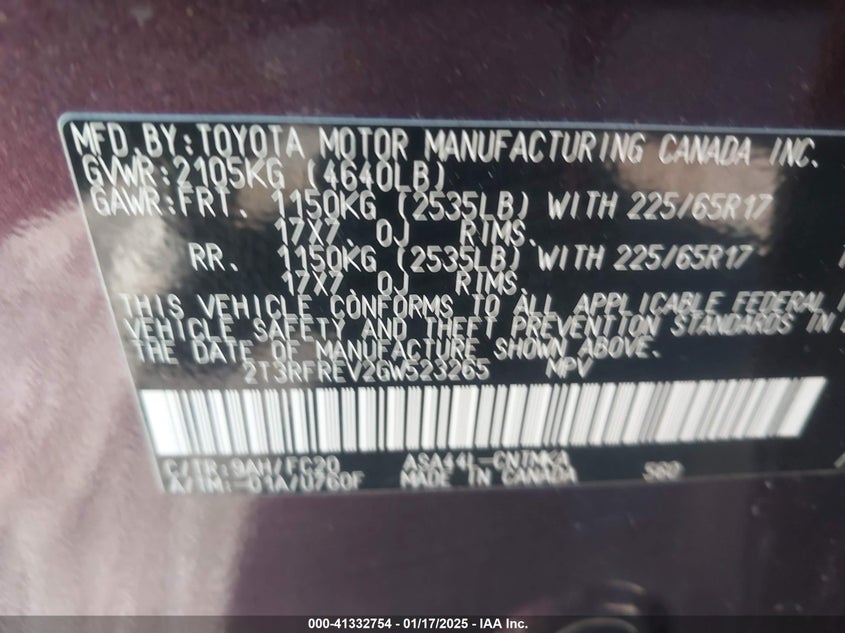 MFD.BY:TOYOTA MOTOR MANUFACTURING CANADA INC.
GVWR:2105KG (4640LB)
GAWR:FRT. 1150KG (2535LB) WITH 225/65R17
17X7. 0J RIMS.
RR. 1150KG (2535LB) WITH 225/65R17
17X7. 0J RIMS.
THIS VEHICLE CONFORMS TO ALL APPLICABLE FEDERAL
VEHICLE SAFETY AND THEFT PREVENTION STANDARDS IN
THE DATE OF MANUFACTURE SHOWN ABOVE.
2T3RFREV2GW523265 MPV
C/TR:9AH/FC20 ASA44L-CNTMKA 560
A/TM:-01A/U760F MADE IN CANADA
000-41332754 - 01/17/2025 - IAA Inc.